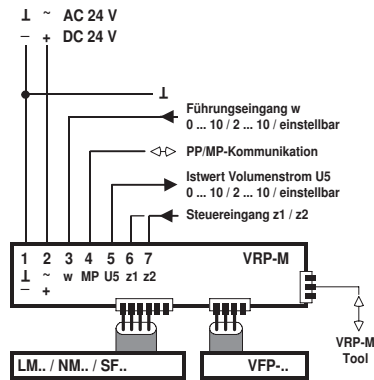 ⊥ ~ AC 24 V
– + DC 24 V
⊥
Führungseingang w
0 ... 10 / 2 ... 10 / einstellbar
PP/MP-Kommunikation
Istwert Volumenstrom U5
0 ... 10 / 2 ... 10 / einstellbar
Steuereingang z1 / z2
1 2 3 4 5 6 7 VRP-M
⊥ ~ w MP U5 z1 z2
– +
VRP-M
Tool
LM.. / NM.. / SF..
VFP-..